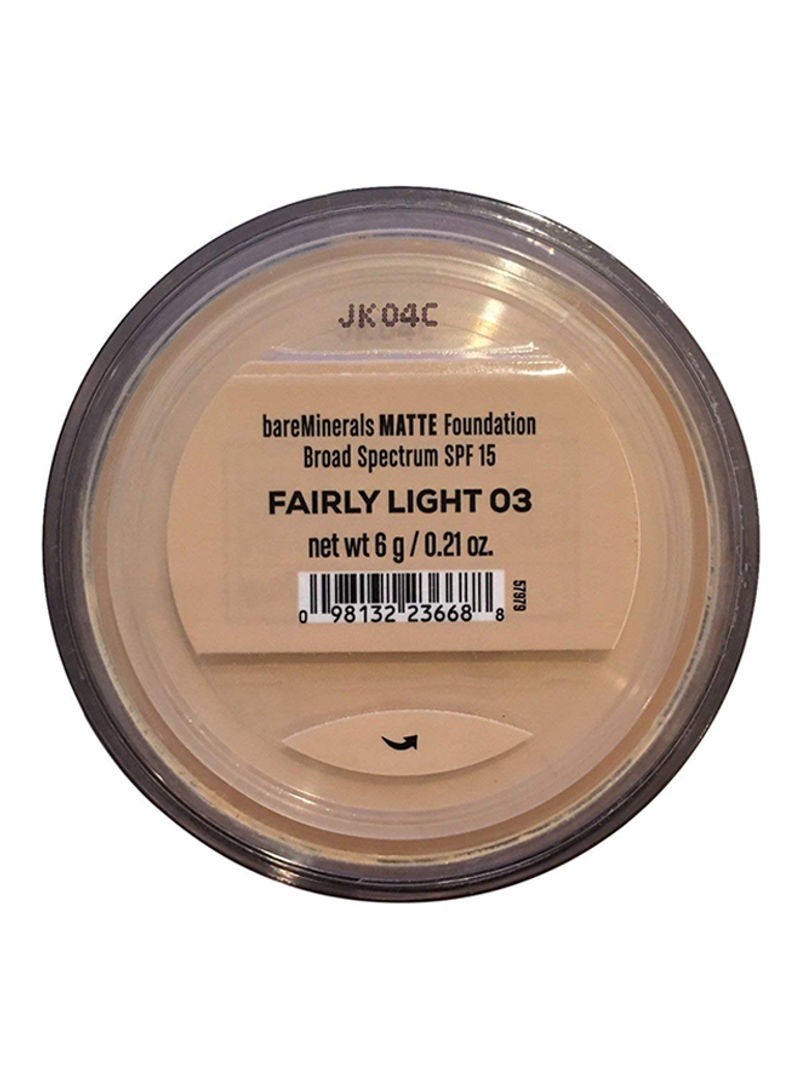 JK04C
bareMinerals MATTE Foundation
Broad Spectrum SPF 15
FAIRLY LIGHT 03
net wt 6 g / 0.21 oz.
57979
0 98132 23668 8